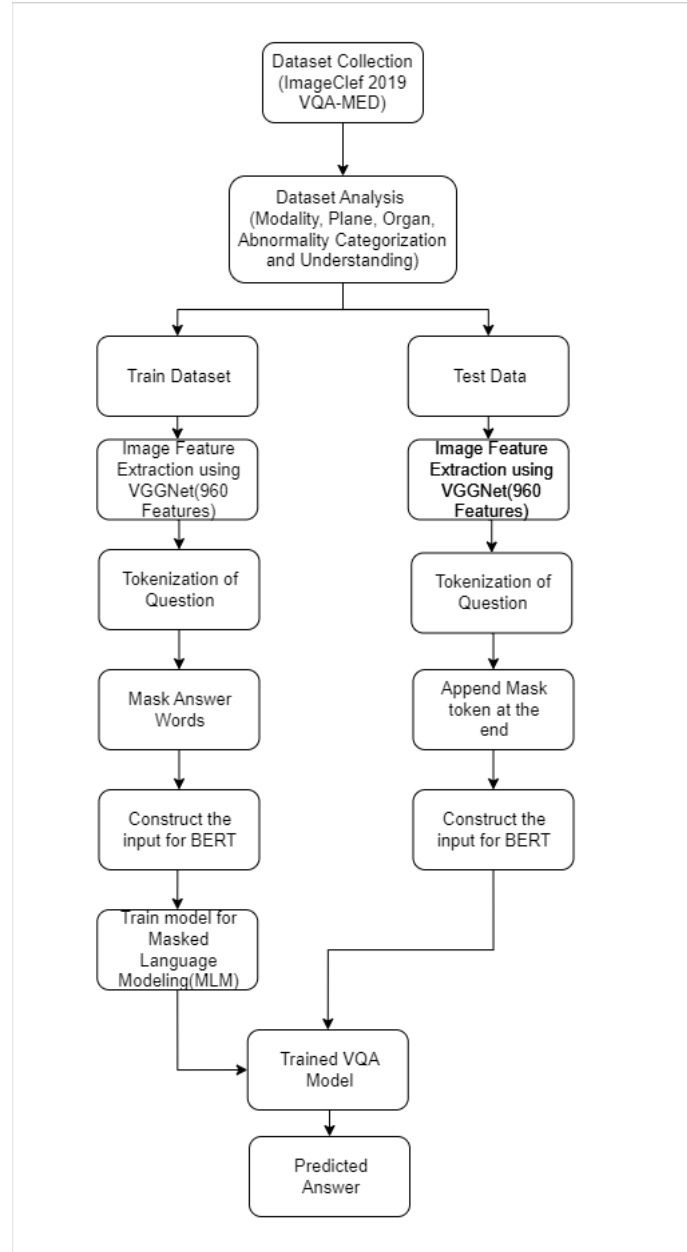 Dataset Collection
(ImageClef 2019
VQA-MED)
Dataset Analysis
(Modality, Plane, Organ,
Abnormality Categorization
and Understanding)
Train Dataset
Test Data
Image Feature
Extraction using
VGGNet(960
Features)
Image Feature
Extraction using
VGGNet(960
Features)
Tokenization of
Question
Tokenization of
Question
Mask Answer
Words
Append Mask
token at the
end
Construct the
input for BERT
Construct the
input for BERT
Train model for
Masked
Language
Modeling(MLM)
Trained VQA
Model
Predicted
Answer